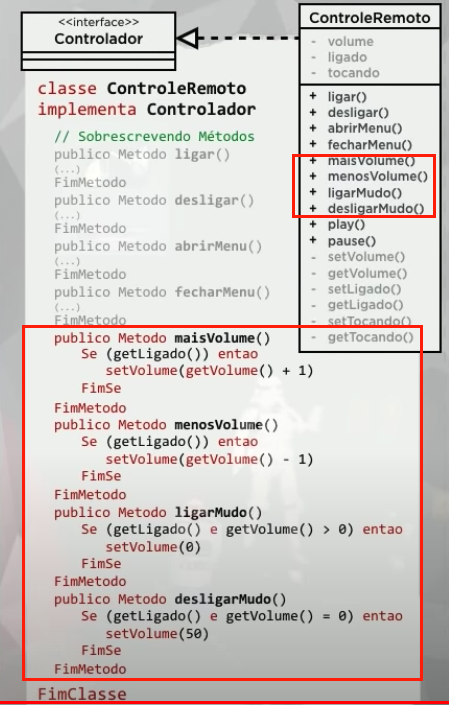 <<interface>>
Controlador
ControleRemoto
- volume
- ligado
- tocando
+ ligar()
+ desligar()
+ abrirMenu()
+ fecharMenu()
+ maisVolume()
+ menosVolume()
+ ligarMudo()
+ desligarMudo()
+ play()
+ pause()
- setVolume()
- getVolume()
- setLigado()
- getLigado()
- setTocando()
- getTocando()
classe ControleRemoto
implementa Controlador
// Sobrescrevendo Métodos
publico Metodo ligar()
(...)
FimMetodo
publico Metodo desligar()
(...)
FimMetodo
publico Metodo abrirMenu()
(...)
FimMetodo
publico Metodo fecharMenu()
(...)
FimMetodo
publico Metodo maisVolume()
Se (getLigado()) entao
setVolume(getVolume() + 1)
FimSe
FimMetodo
publico Metodo menosVolume()
Se (getLigado()) entao
setVolume(getVolume() - 1)
FimSe
FimMetodo
publico Metodo ligarMudo()
Se (getLigado() e getVolume() > 0) entao
setVolume(0)
FimSe
FimMetodo
publico Metodo desligarMudo()
Se (getLigado() e getVolume() = 0) entao
setVolume(50)
FimSe
FimMetodo
FimClasse